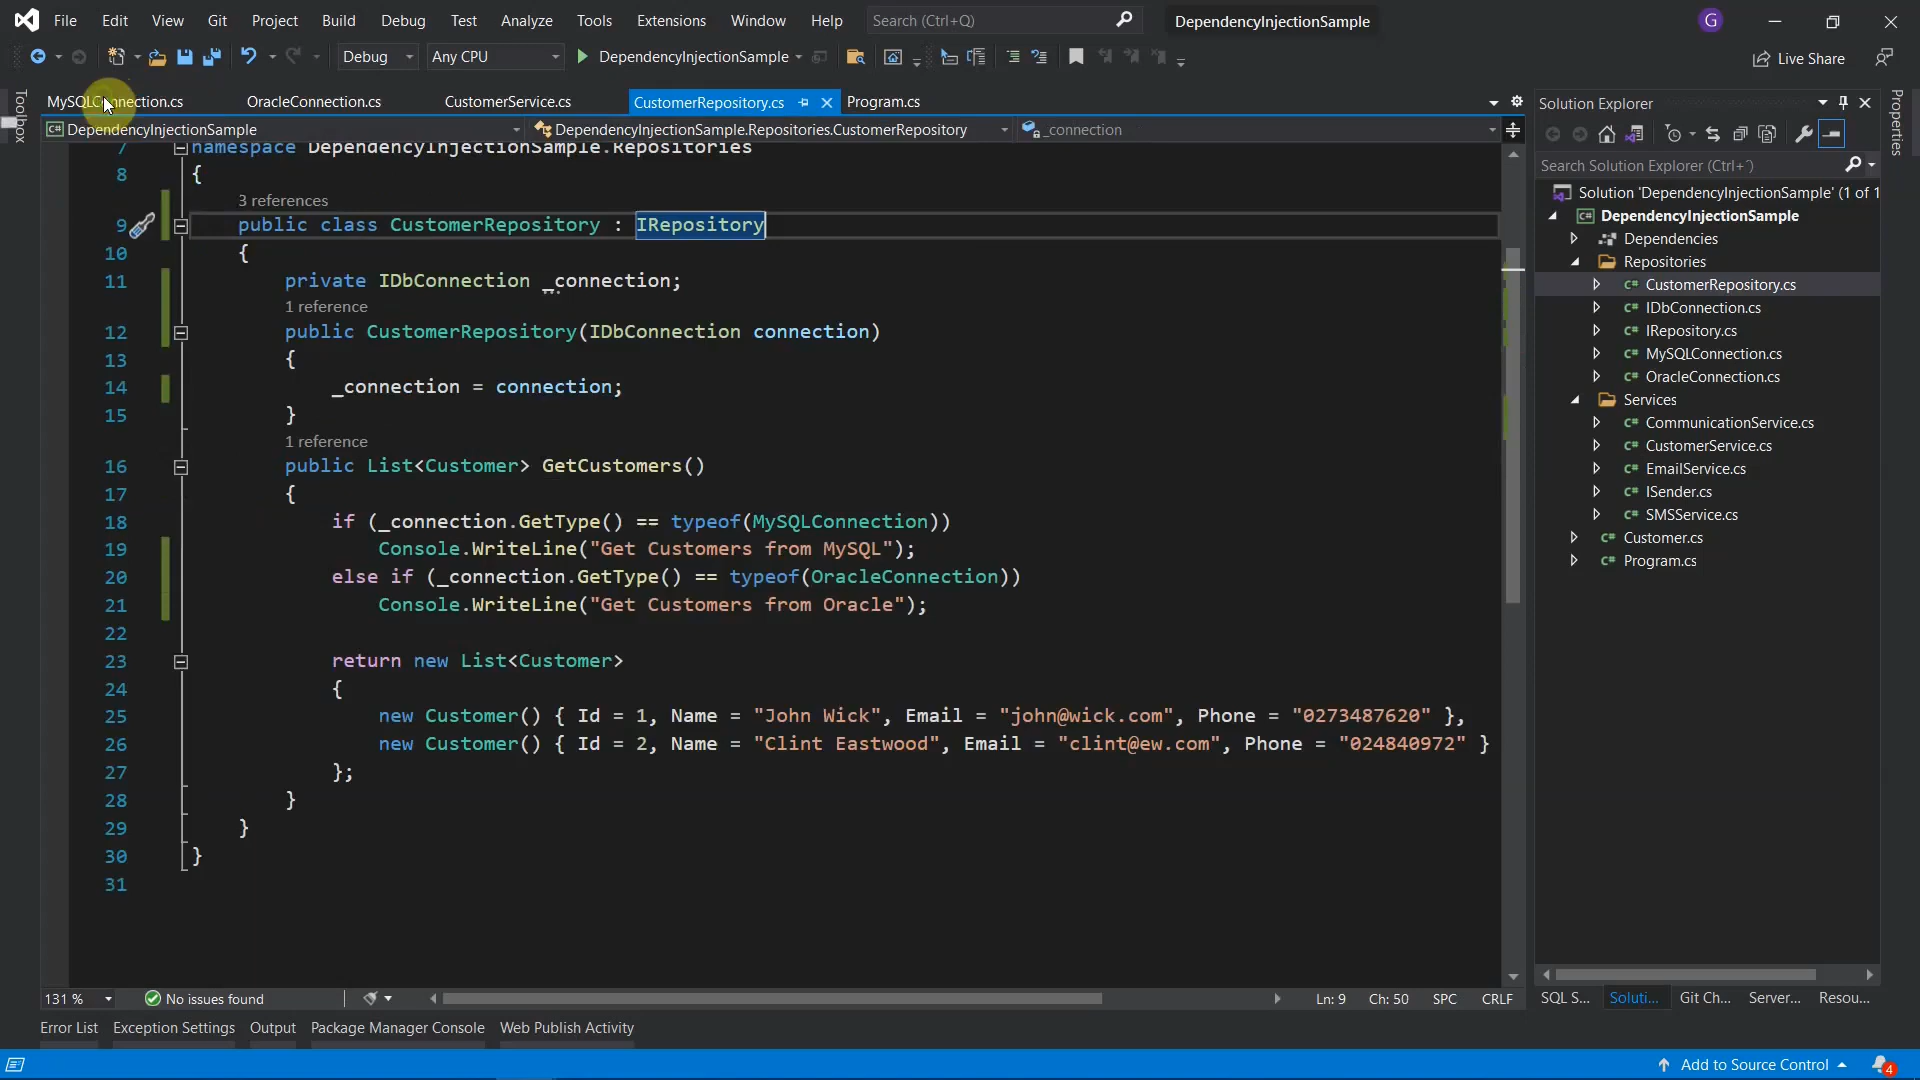 File Edit View Git Project Build Debug Test Analyze Tools Extensions Window Help Search (Ctrl+Q) DependencyInjectionSample G
Debug Any CPU DependencyInjectionSample Live Share
MySQLConnection.cs OracleConnection.cs CustomerService.cs CustomerRepository.cs Program.cs
DependencyInjectionSample DependencyInjectionSample.Repositories.CustomerRepository _connection
Toolbox
7 namespace DependencyInjectionSample.Repositories
8 {
3 references
9 public class CustomerRepository : IRepository
10 {
11 private IDbConnection _connection;
1 reference
12 public CustomerRepository(IDbConnection connection)
13 {
14 _connection = connection;
15 }
1 reference
16 public List<Customer> GetCustomers()
17 {
18 if (_connection.GetType() == typeof(MySQLConnection))
19 Console.WriteLine("Get Customers from MySQL");
20 else if (_connection.GetType() == typeof(OracleConnection))
21 Console.WriteLine("Get Customers from Oracle");
22
23 return new List<Customer>
24 {
25 new Customer() { Id = 1, Name = "John Wick", Email = "john@wick.com", Phone = "0273487620" },
26 new Customer() { Id = 2, Name = "Clint Eastwood", Email = "clint@ew.com", Phone = "024840972" }
27 };
28 }
29 }
30 }
31
131 % No issues found Ln: 9 Ch: 50 SPC CRLF
Solution Explorer
Search Solution Explorer (Ctrl+¨)
Solution 'DependencyInjectionSample' (1 of 1
DependencyInjectionSample
Dependencies
Repositories
C# CustomerRepository.cs
C# IDbConnection.cs
C# IRepository.cs
C# MySQLConnection.cs
C# OracleConnection.cs
Services
C# CommunicationService.cs
C# CustomerService.cs
C# EmailService.cs
C# ISender.cs
C# SMSService.cs
C# Customer.cs
C# Program.cs
SQL S... Soluti... Git Ch... Server... Resou...
Properties
Error List Exception Settings Output Package Manager Console Web Publish Activity
Add to Source Control 4